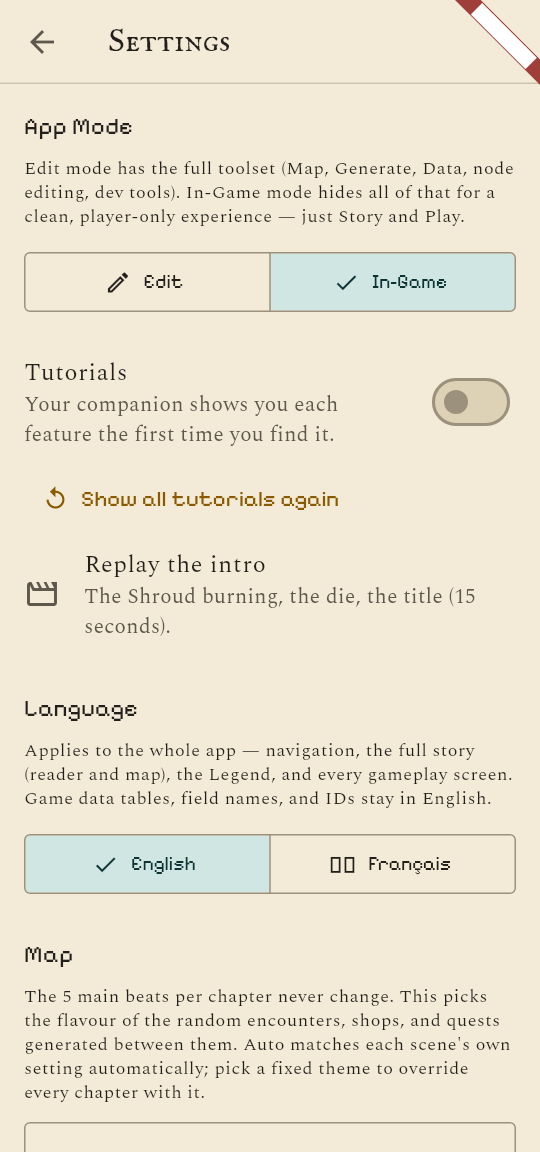 Settings
App Mode
Edit mode has the full toolset (Map, Generate, Data, node
editing, dev tools). In-Game mode hides all of that for a
clean, player-only experience — just Story and Play.
Edit
In-Game
Tutorials
Your companion shows you each
feature the first time you find it.
Show all tutorials again
Replay the intro
The Shroud burning, the die, the title (15
seconds).
Language
Applies to the whole app — navigation, the full story
(reader and map), the Legend, and every gameplay screen.
Game data tables, field names, and IDs stay in English.
English
Français
Map
The 5 main beats per chapter never change. This picks
the flavour of the random encounters, shops, and quests
generated between them. Auto matches each scene's own
setting automatically; pick a fixed theme to override
every chapter with it.